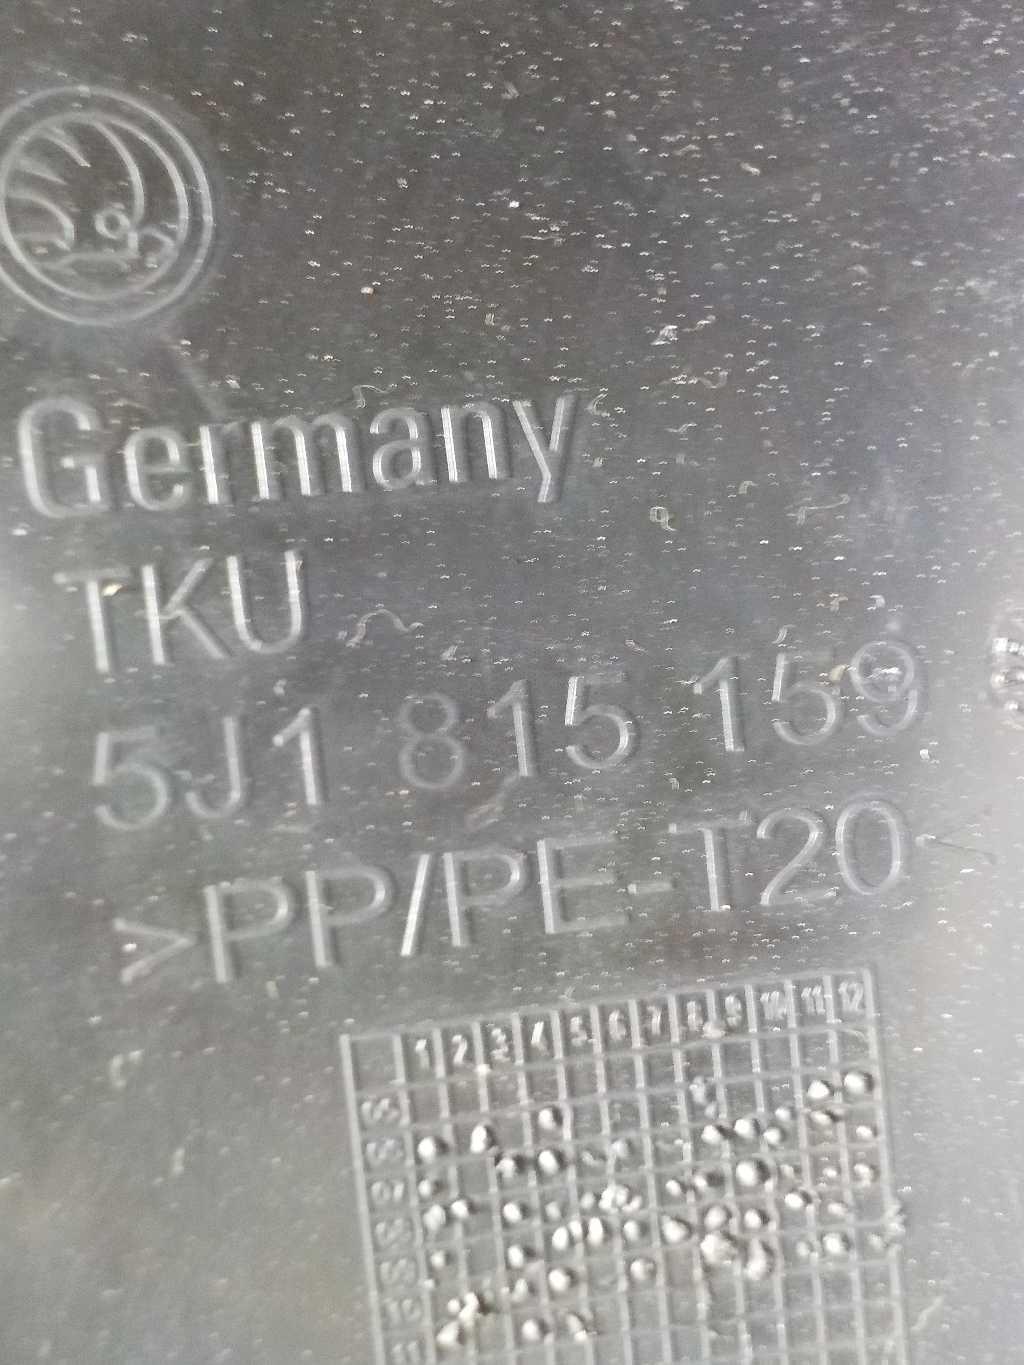 Germany
TKU
5J1 815 159
>PP/PE-T20<
1 2 3 4 5 6 7 8 9 10 11 12